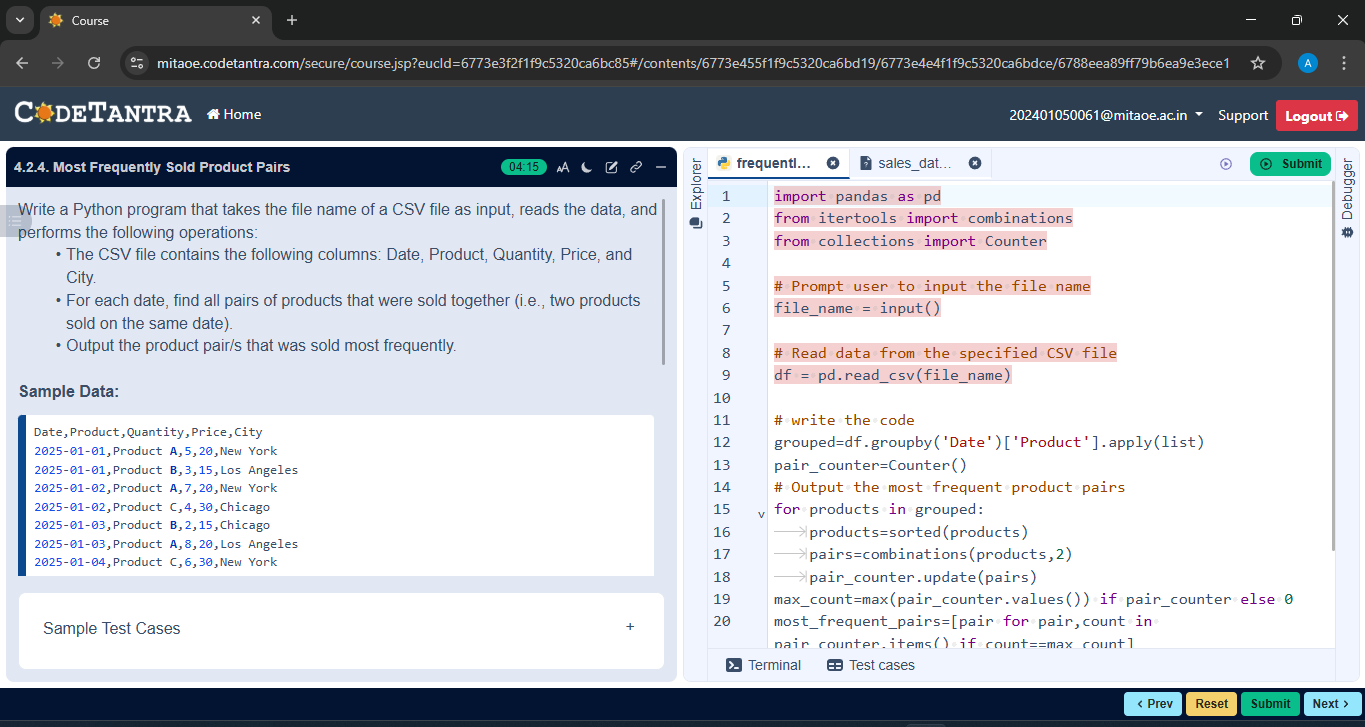 Course
mitaoe.codetantra.com/secure/course.jsp?eucId=6773e3f2f1f9c5320ca6bc85#/contents/6773e455f1f9c5320ca6bd19/6773e4e4f1f9c5320ca6bdce/6788eea89ff79b6ea9e3ece1
A
CODETANTRA
Home
202401050061@mitaoe.ac.in
Support
Logout
4.2.4. Most Frequently Sold Product Pairs
04:15
AA
Write a Python program that takes the file name of a CSV file as input, reads the data, and
performs the following operations:
• The CSV file contains the following columns: Date, Product, Quantity, Price, and
City.
• For each date, find all pairs of products that were sold together (i.e., two products
sold on the same date).
• Output the product pair/s that was sold most frequently.
Sample Data:
Date,Product,Quantity,Price,City
2025-01-01,Product A,5,20,New York
2025-01-01,Product B,3,15,Los Angeles
2025-01-02,Product A,7,20,New York
2025-01-02,Product C,4,30,Chicago
2025-01-03,Product B,2,15,Chicago
2025-01-03,Product A,8,20,Los Angeles
2025-01-04,Product C,6,30,New York
Sample Test Cases
+
Explorer
frequentl...
sales_dat...
Submit
Debugger
1 import pandas as pd
2 from itertools import combinations
3 from collections import Counter
4
5 # Prompt user to input the file name
6 file_name = input()
7
8 # Read data from the specified CSV file
9 df = pd.read_csv(file_name)
10
11 # write the code
12 grouped=df.groupby('Date')['Product'].apply(list)
13 pair_counter=Counter()
14 # Output the most frequent product pairs
15 for products in grouped:
16 products=sorted(products)
17 pairs=combinations(products,2)
18 pair_counter.update(pairs)
19 max_count=max(pair_counter.values()) if pair_counter else 0
20 most_frequent_pairs=[pair for pair,count in
pair_counter.items() if count==max_count]
Terminal
Test cases
< Prev
Reset
Submit
Next >